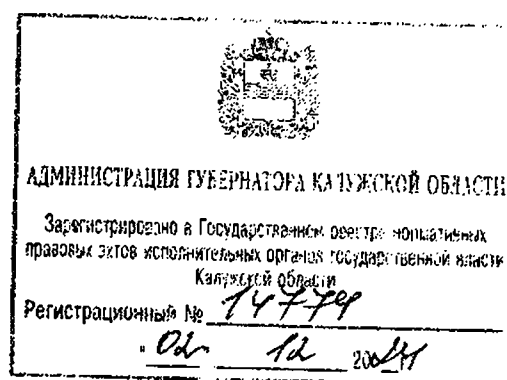 АДМИНИСТРАЦИЯ ГУБЕРНАТОРА КАЛУЖСКОЙ ОБЛАСТИ
Зарегистрировано в Государственном реестре нормативных
правовых актов исполнительных органов государственной власти
Калужской области
Регистрационный № 14779
"02" 12 2024